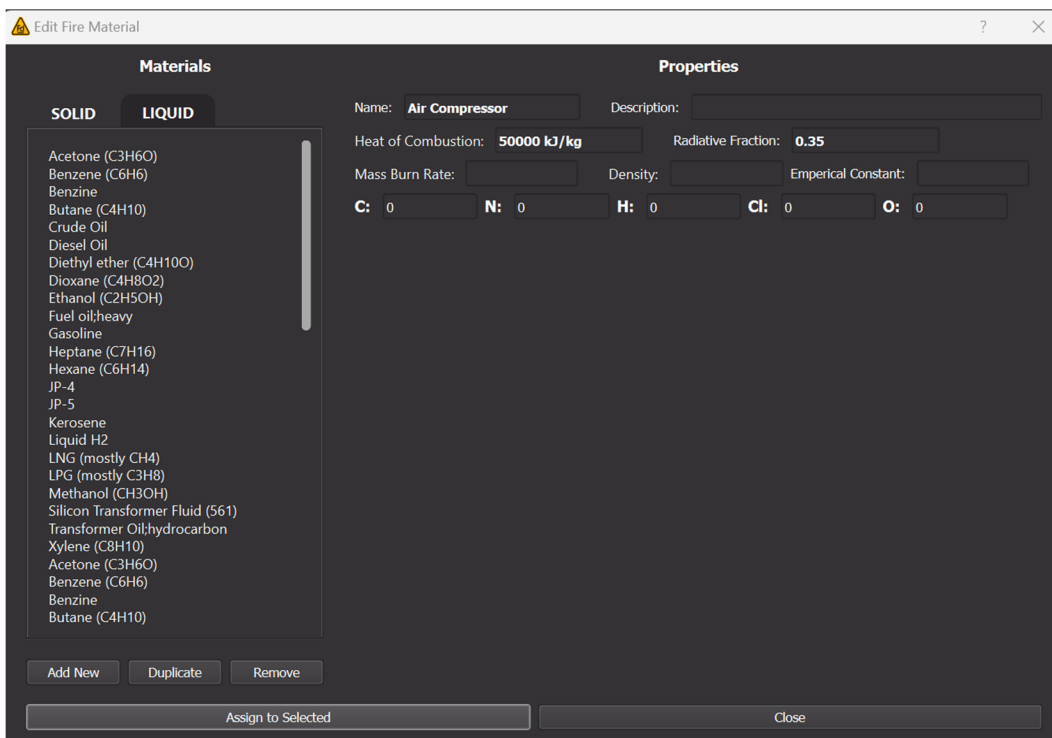 Edit Fire Material ?
Materials
SOLID LIQUID
Acetone (C3H6O)
Benzene (C6H6)
Benzine
Butane (C4H10)
Crude Oil
Diesel Oil
Diethyl ether (C4H10O)
Dioxane (C4H8O2)
Ethanol (C2H5OH)
Fuel oil;heavy
Gasoline
Heptane (C7H16)
Hexane (C6H14)
JP-4
JP-5
Kerosene
Liquid H2
LNG (mostly CH4)
LPG (mostly C3H8)
Methanol (CH3OH)
Silicon Transformer Fluid (561)
Transformer Oil;hydrocarbon
Xylene (C8H10)
Acetone (C3H6O)
Benzene (C6H6)
Benzine
Butane (C4H10)
Add New Duplicate Remove
Properties
Name: Air Compressor Description:
Heat of Combustion: 50000 kJ/kg Radiative Fraction: 0.35
Mass Burn Rate: Density: Emperical Constant:
C: 0 N: 0 H: 0 Cl: 0 O: 0
Assign to Selected Close